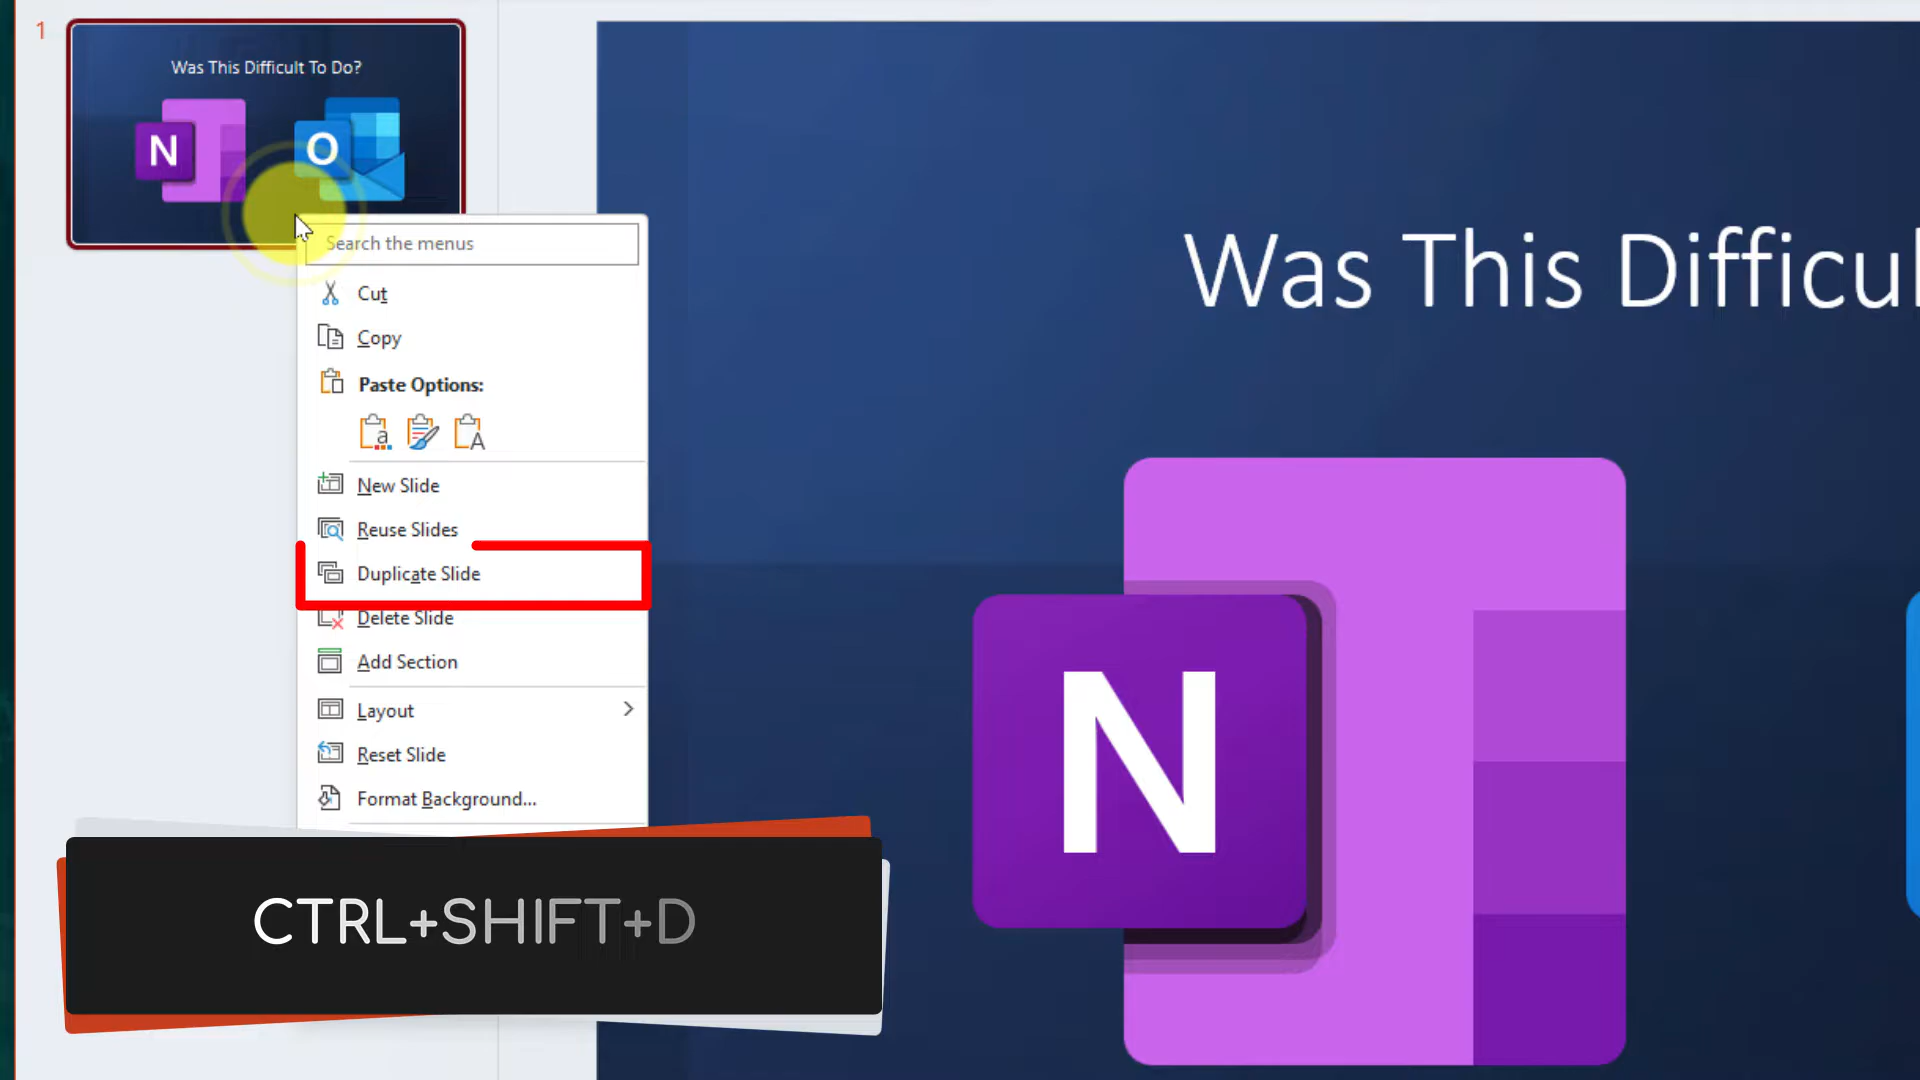 1
Was This Difficult To Do?
N
O
Search the menus
Cut
Copy
Paste Options:
a
A
New Slide
Reuse Slides
Duplicate Slide
Delete Slide
Add Section
Layout
Reset Slide
Format Background...
CTRL+SHIFT+D
Was This Difficul
N